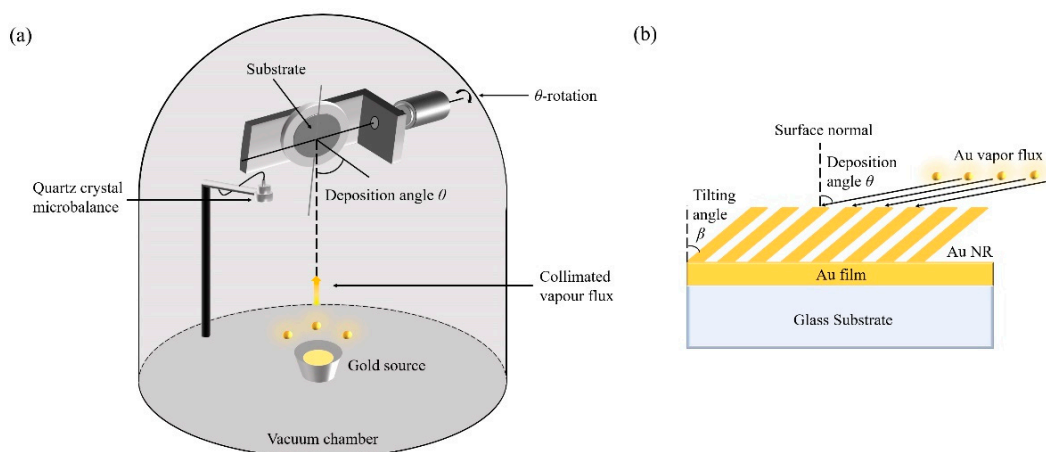 (a)
Substrate
θ-rotation
Quartz crystal
microbalance
Deposition angle θ
Collimated
vapour flux
Gold source
Vacuum chamber
(b)
Surface normal
Deposition
angle θ
Au vapor flux
Tilting
angle
β
Au NR
Au film
Glass Substrate